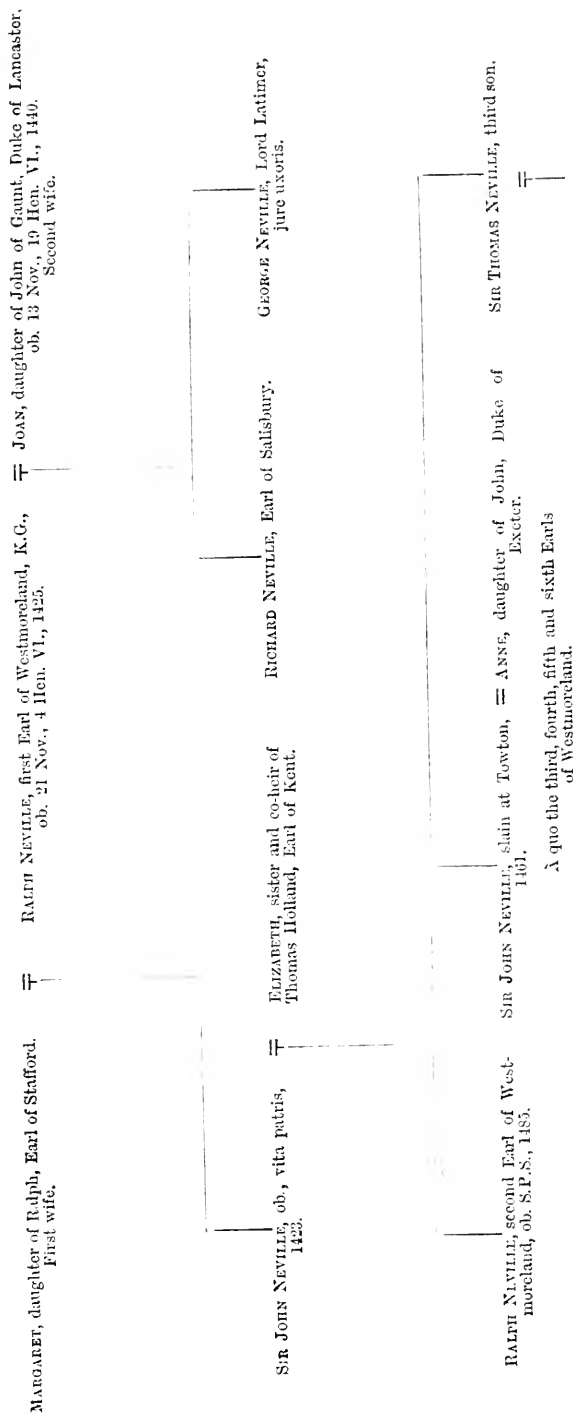 MARGARET, daughter of Ralph, Earl of Stafford.
First wife.
RALPH NEVILLE, first Earl of Westmoreland, K.G.,
ob. 21 Nov., 4 Hen. VI., 1425.
JOAN, daughter of John of Gaunt, Duke of Lancaster,
ob. 13 Nov., 19 Hen. VI., 1440.
Second wife.
SIR JOHN NEVILLE, ob., vita patris,
1423.
ELIZABETH, sister and co-heir of
Thomas Holland, Earl of Kent.
RICHARD NEVILLE, Earl of Salisbury.
GEORGE NEVILLE, Lord Latimer,
jure uxoris.
RALPH NEVILLE, second Earl of West-
moreland, ob. S.P.S., 1485.
SIR JOHN NEVILLE, slain at Towton, = ANNE, daughter of John, Duke of
1461.
Exeter.
SIR THOMAS NEVILLE, third son.
À quo the third, fourth, fifth and sixth Earls
of Westmoreland.